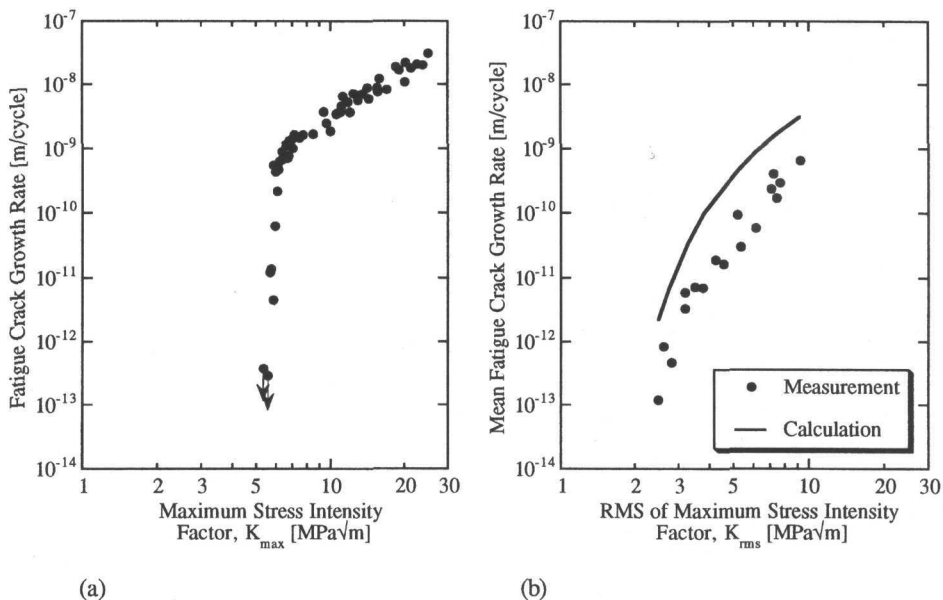 10-7
10-8
10-9
10-10
10-11
10-12
10-13
10-14
Fatigue Crack Growth Rate [m/cycle]
1 2 3 5 10 20 30
Maximum Stress Intensity
Factor, Kmax [MPa√m]
(a)
10-7
10-8
10-9
10-10
10-11
10-12
10-13
10-14
Mean Fatigue Crack Growth Rate [m/cycle]
Measurement
Calculation
1 2 3 5 10 20 30
RMS of Maximum Stress Intensity
Factor, Krms [MPa√m]
(b)